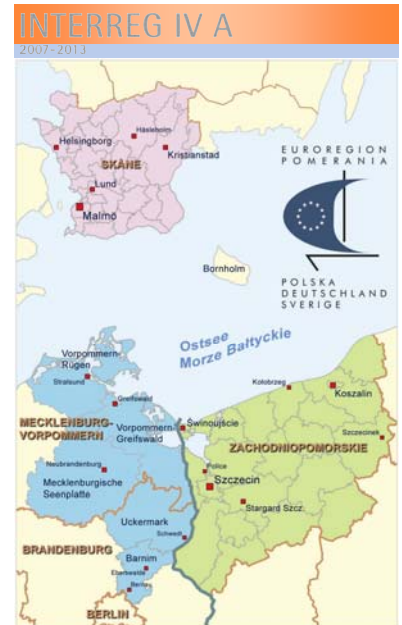 INTERREG IV A
2007-2013
Hässleholm
Helsingborg
Kristianstad
SKÅNE
Lund
Malmö
EUROREGION
POMERANIA
Bornholm
POLSKA
DEUTSCHLAND
SVERIGE
Ostsee
Morze Bałtyckie
Vorpommern-
Rügen
Stralsund
Greifswald
Kołobrzeg
Koszalin
MECKLENBURG-
VORPOMMERN
Vorpommern-
Greifswald
Świnoujście
Szczecinek
ZACHODNIOPOMORSKIE
Neubrandenburg
Mecklenburgische
Seenplatte
Police
Szczecin
Stargard Szcz.
Uckermark
Schwedt
BRANDENBURG
Barnim
Eberswalde
Bernau
BERLIN